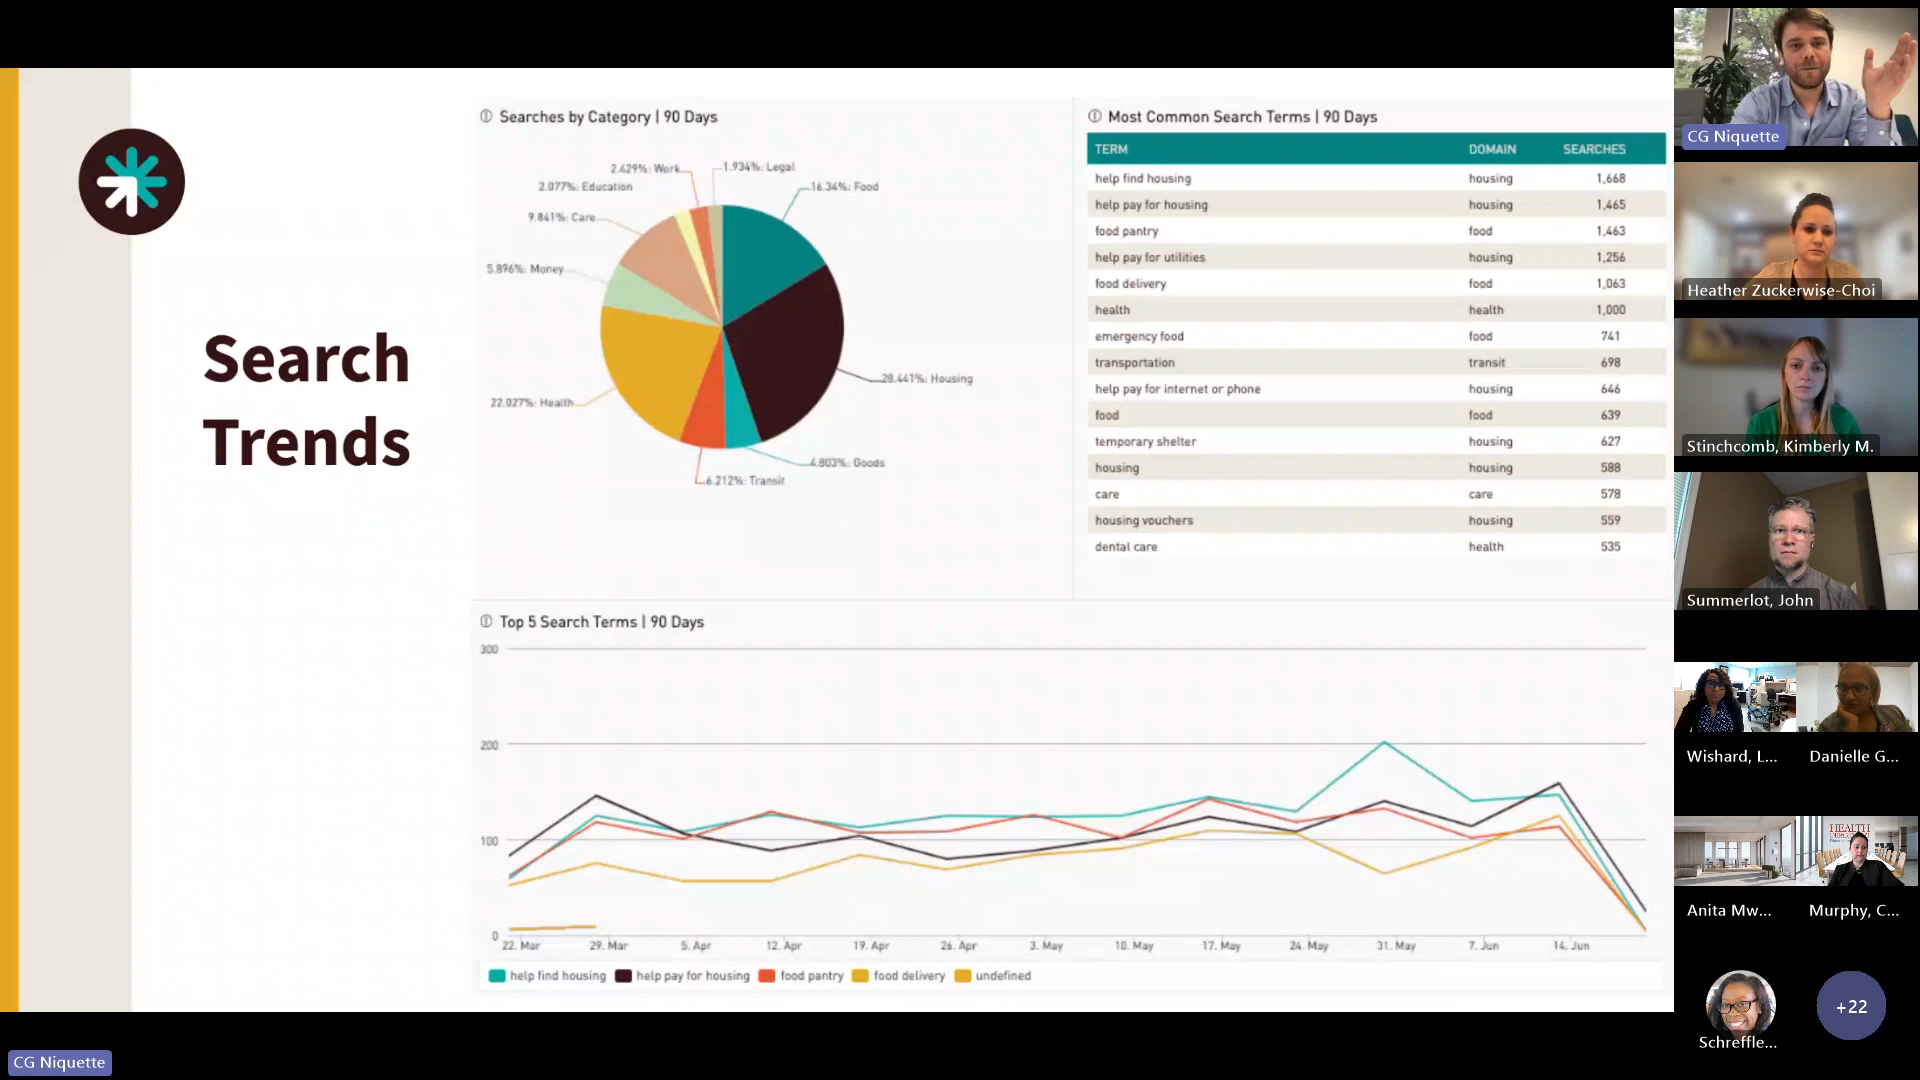 Search
Trends
Searches by Category | 90 Days
2.429%: Work
1.934%: Legal
2.077%: Education
16.34%: Food
9.841%: Care
5.896%: Money
28.441%: Housing
22.027%: Health
4.803%: Goods
6.212%: Transit
Most Common Search Terms | 90 Days
TERM DOMAIN SEARCHES
help find housing housing 1,668
help pay for housing housing 1,465
food pantry food 1,463
help pay for utilities housing 1,256
food delivery food 1,063
health health 1,000
emergency food food 741
transportation transit 698
help pay for internet or phone housing 646
food food 639
temporary shelter housing 627
housing housing 588
care care 578
housing vouchers housing 559
dental care health 535
Top 5 Search Terms | 90 Days
300
200
100
0
22. Mar 29. Mar 5. Apr 12. Apr 19. Apr 26. Apr 3. May 10. May 17. May 24. May 31. May 7. Jun 14. Jun
help find housing help pay for housing food pantry food delivery undefined
CG Niquette
Heather Zuckerwise-Choi
Stinchcomb, Kimberly M.
Summerlot, John
Wishard, L... Danielle G...
HEALTH
Anita Mw... Murphy, C...
Schreffle... +22
CG Niquette